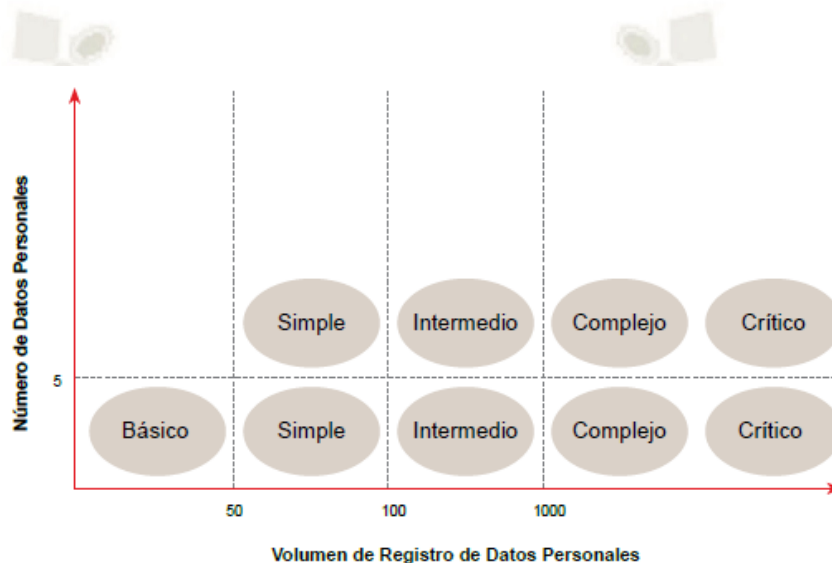 Número de Datos Personales
Simple Intermedio Complejo Crítico
5
Básico Simple Intermedio Complejo Crítico
50 100 1000
Volumen de Registro de Datos Personales